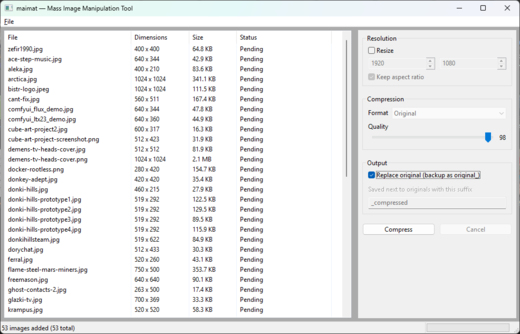 maimat — Mass Image Manipulation Tool
File
File Dimensions Size Status
zefir1990.jpg 400 x 400 64.8 KB Pending
ace-step-music.jpg 640 x 344 42.9 KB Pending
aleka.jpg 400 x 210 83.6 KB Pending
arctica.jpg 1024 x 1024 341.1 KB Pending
bistr-logo.jpeg 1024 x 1024 111.5 KB Pending
cant-fix.jpg 560 x 511 167.4 KB Pending
comfyui_flux_demo.jpg 640 x 344 47.8 KB Pending
comfyui_ltx23_demo.jpg 640 x 360 44.9 KB Pending
cube-art-project2.jpg 600 x 317 16.3 KB Pending
cube-art-project-screenshot.png 512 x 423 31.9 KB Pending
demens-tv-heads-cover.jpg 512 x 512 81.9 KB Pending
demens-tv-heads-cover.png 1024 x 1024 2.1 MB Pending
docker-rootless.png 280 x 420 154.7 KB Pending
donkey-adept.jpg 420 x 420 35.4 KB Pending
donki-hills.jpg 460 x 215 27.9 KB Pending
donki-hills-prototype1.jpg 519 x 292 122.5 KB Pending
donki-hills-prototype2.jpg 519 x 292 129.5 KB Pending
donki-hills-prototype3.jpg 519 x 292 89.5 KB Pending
donki-hills-prototype4.jpg 519 x 292 115.9 KB Pending
donkihillsteam.jpg 519 x 622 84.9 KB Pending
dorychat.jpg 512 x 433 30.3 KB Pending
ferral.jpg 520 x 260 43.1 KB Pending
flame-steel-mars-miners.jpg 750 x 500 353.7 KB Pending
freemason.jpg 640 x 640 90.1 KB Pending
ghost-contacts-2.jpg 263 x 500 17.4 KB Pending
glazki-tv.jpg 700 x 369 33.3 KB Pending
krampus.jpg 520 x 520 58.3 KB Pending
Resolution
Resize
1920 1080
Keep aspect ratio
Compression
Format Original
Quality
98
Output
Replace original (backup as original_)
Saved next to originals with this suffix
_compressed
Compress Cancel
53 images added (53 total)